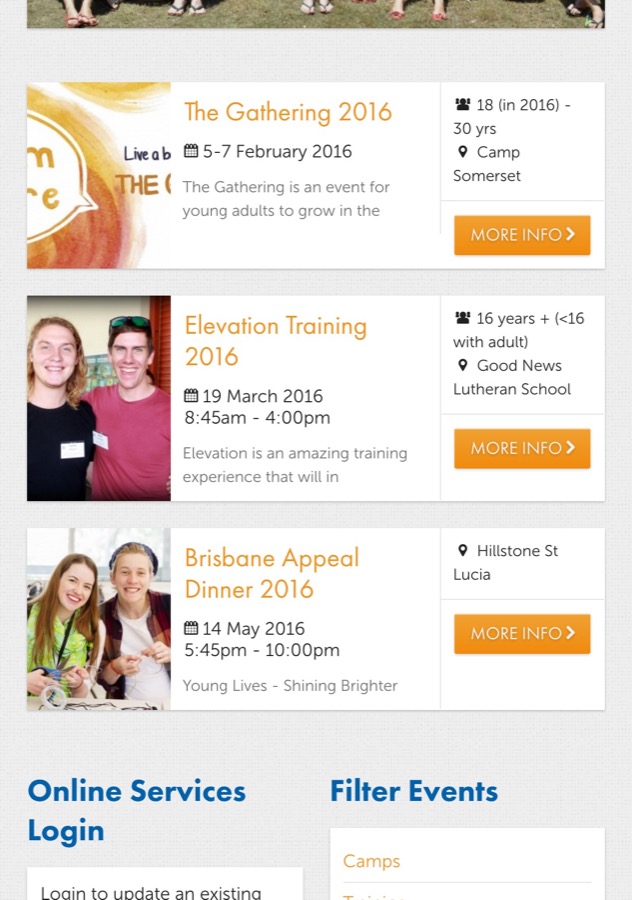 m
re
Live a b
THE
The Gathering 2016
5-7 February 2016
The Gathering is an event for
young adults to grow in the
18 (in 2016) -
30 yrs
Camp
Somerset
MORE INFO
Elevation Training
2016
19 March 2016
8:45am - 4:00pm
Elevation is an amazing training
experience that will in
16 years + (<16
with adult)
Good News
Lutheran School
MORE INFO
Brisbane Appeal
Dinner 2016
14 May 2016
5:45pm - 10:00pm
Young Lives - Shining Brighter
Hillstone St
Lucia
MORE INFO
Online Services
Login
Login to update an existing
Filter Events
Camps